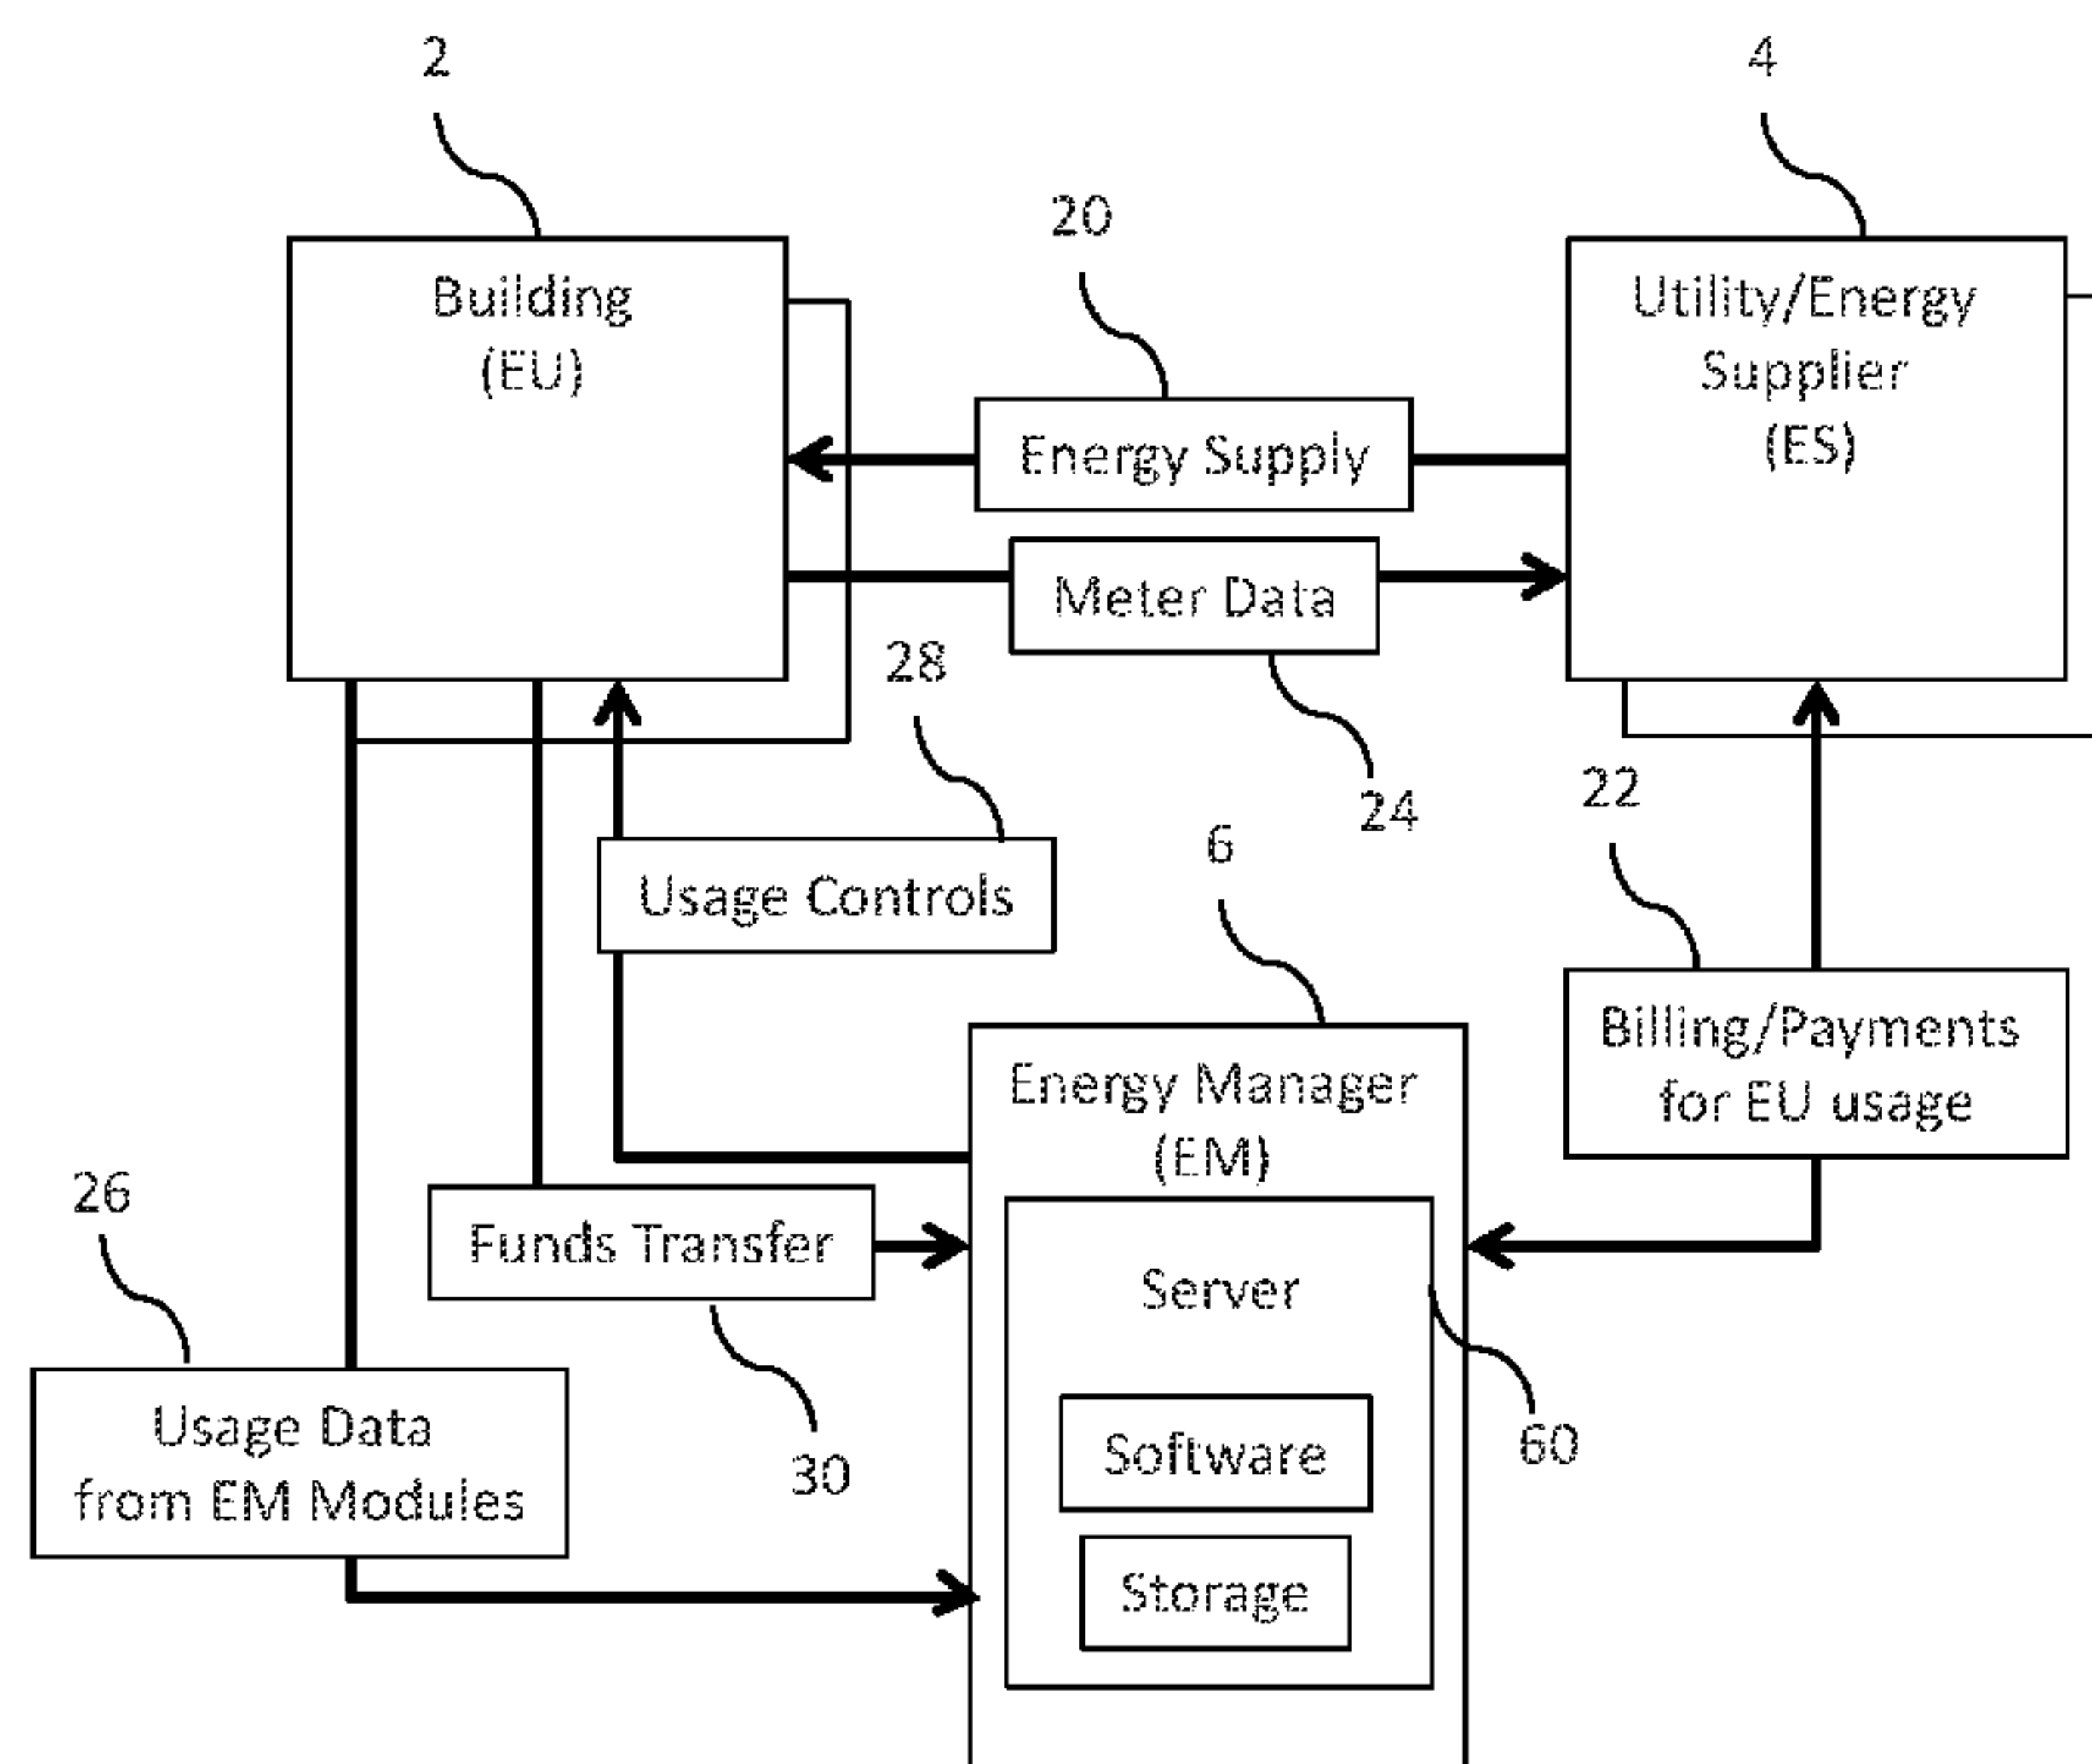 2
4
20
Building
(EU)
Utility/Energy
Supplier
(ES)
Energy Supply
Meter Data
28
24
22
6
Usage Controls
Billing/Payments
for EU usage
Energy Manager
(EM)
26
Funds Transfer
Server
30
60
Usage Data
from EM Modules
Software
Storage